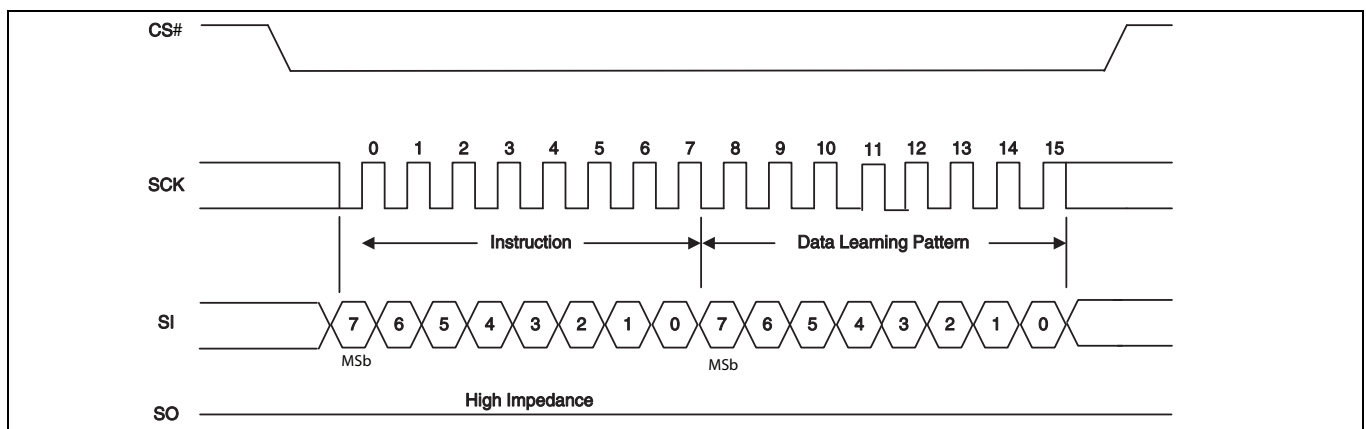 CS#
0 1 2 3 4 5 6 7 8 9 10 11 12 13 14 15
SCK
Instruction Data Learning Pattern
SI 7 6 5 4 3 2 1 0 7 6 5 4 3 2 1 0
MSb MSb
High Impedance
SO